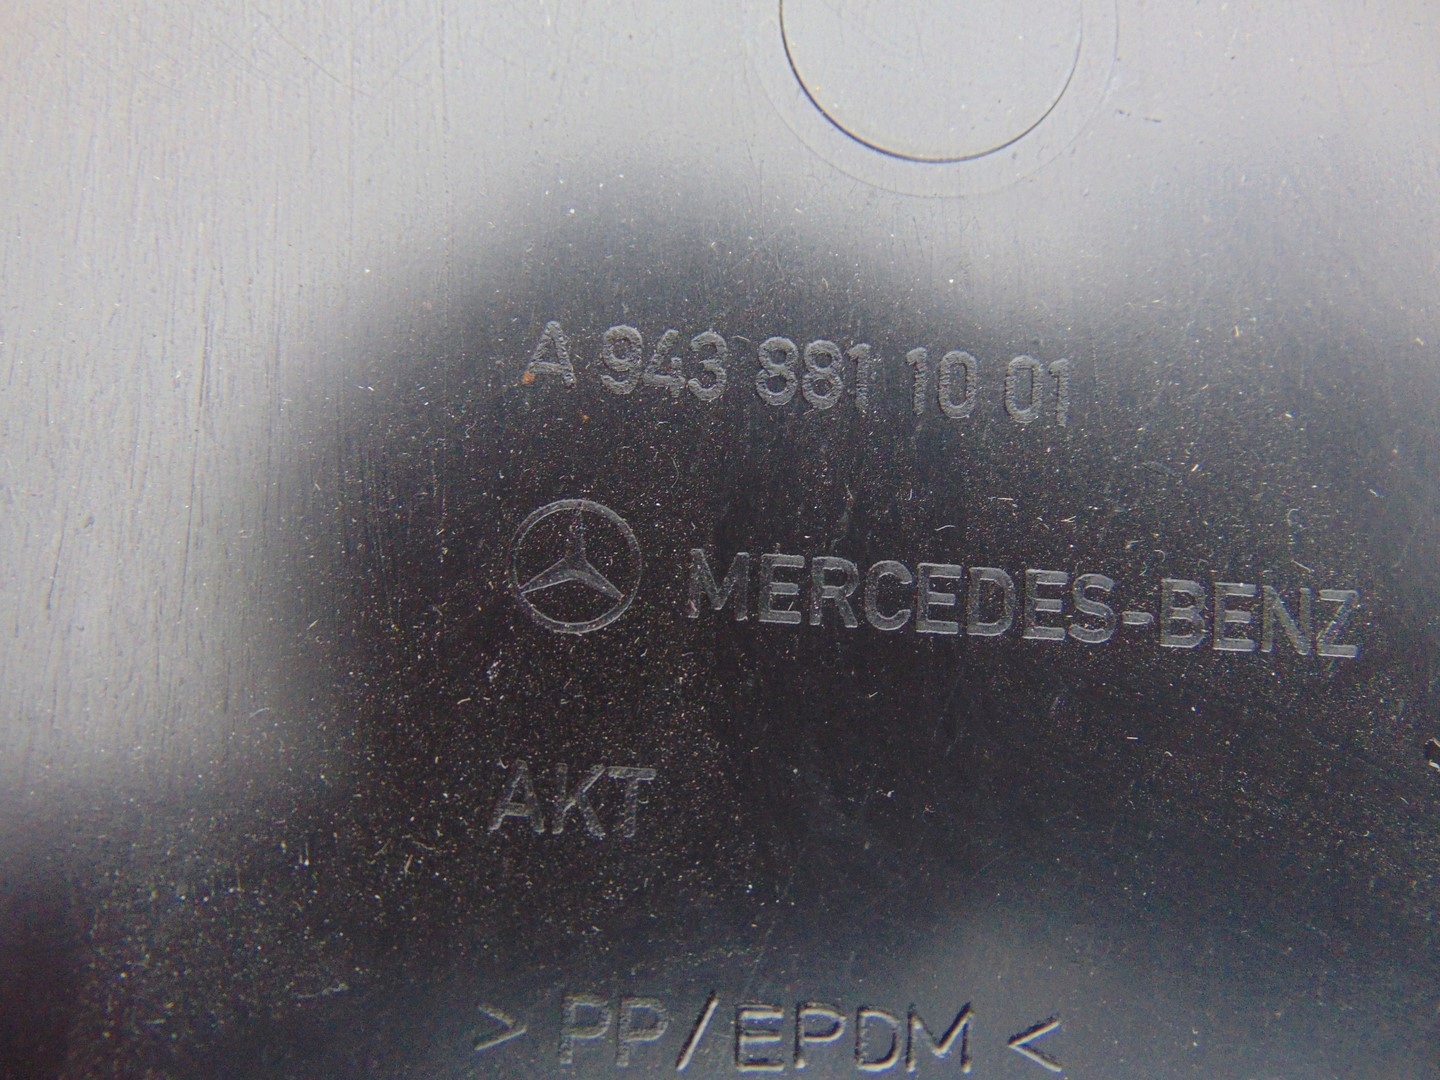 A 943 881 10 01
MERCEDES-BENZ
AKT
>PP/EPDM<